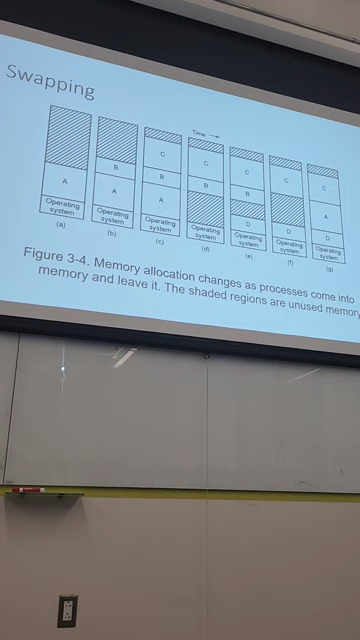 Swapping
Time
A
Operating
system
(a)
B
A
Operating
system
(b)
C
B
A
Operating
system
(c)
C
B
Operating
system
(d)
C
B
D
Operating
system
(e)
C
D
Operating
system
(f)
C
A
D
Operating
system
(g)
Figure 3-4. Memory allocation changes as processes come into
memory and leave it. The shaded regions are unused memory